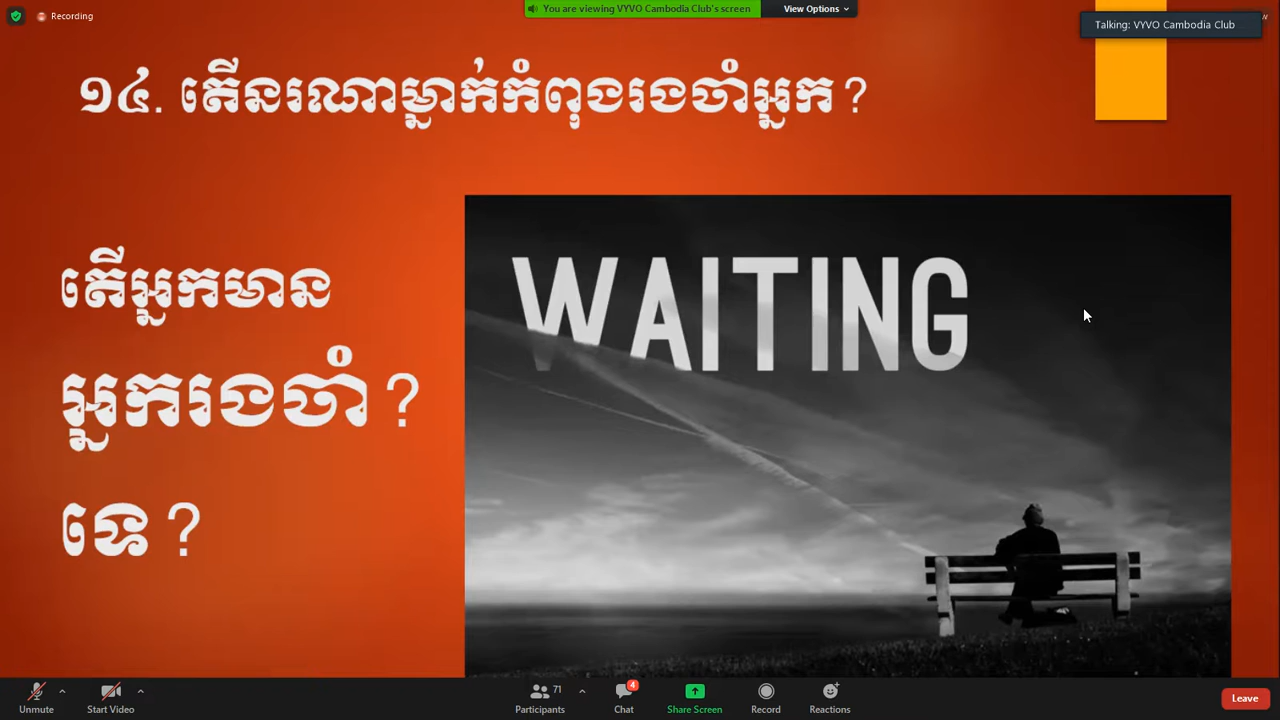 Recording
You are viewing VYVO Cambodia Club's screen
View Options
Talking: VYVO Cambodia Club
១៤. តើនរណាម្នាក់កំពុងរងចាំអ្នក?
តើអ្នកមាន
អ្នករងចាំ?
ទេ?
WAITING
Unmute
Start Video
71
Participants
4
Chat
Share Screen
Record
Reactions
Leave